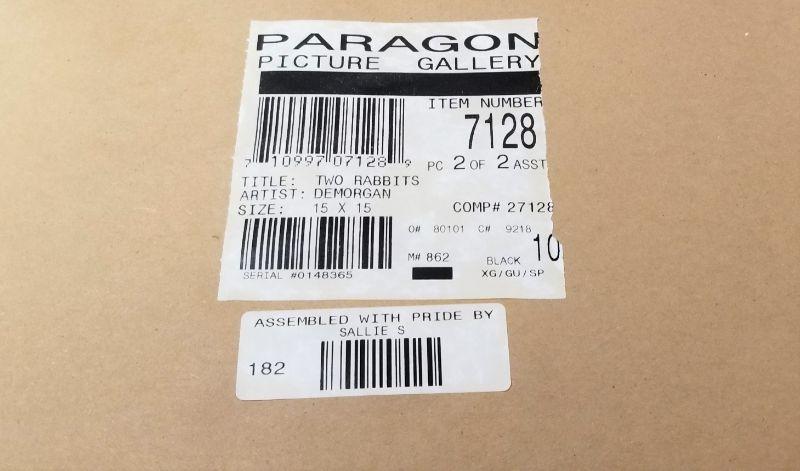 PARAGON
PICTURE GALLERY
ITEM NUMBER
7128
7 10997 07128 9
PC 2 OF 2 ASST
TITLE: TWO RABBITS
ARTIST: DEMORGAN
SIZE: 15 X 15
COMP# 27128
O# 80101 C# 9218
M# 862
BLACK 10
XG/GU/SP
SERIAL #0148365
ASSEMBLED WITH PRIDE BY
SALLIE S
182